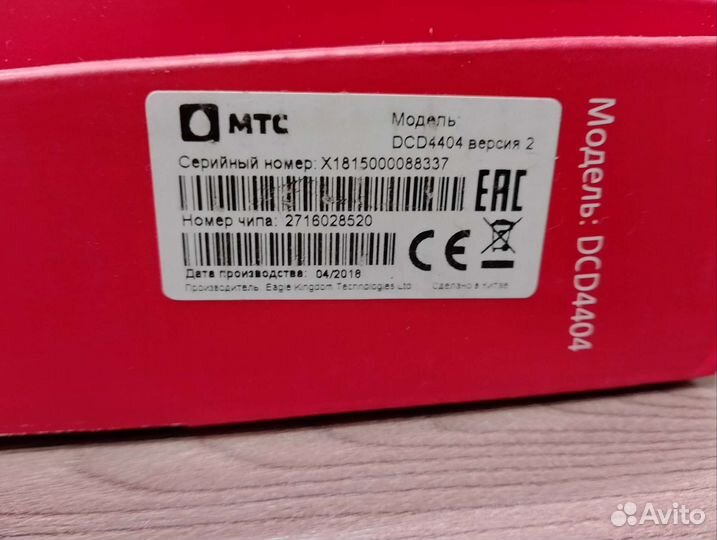 МТС
Модель:
DCD4404 версия 2
Серийный номер: X1815000088337
Номер чипа: 2716028520
Дата производства: 04/2018
Производитель: Eagle Kingdom Technologies Ltd Сделано в Китае
EAC
CE
Модель: DCD4404
Avito